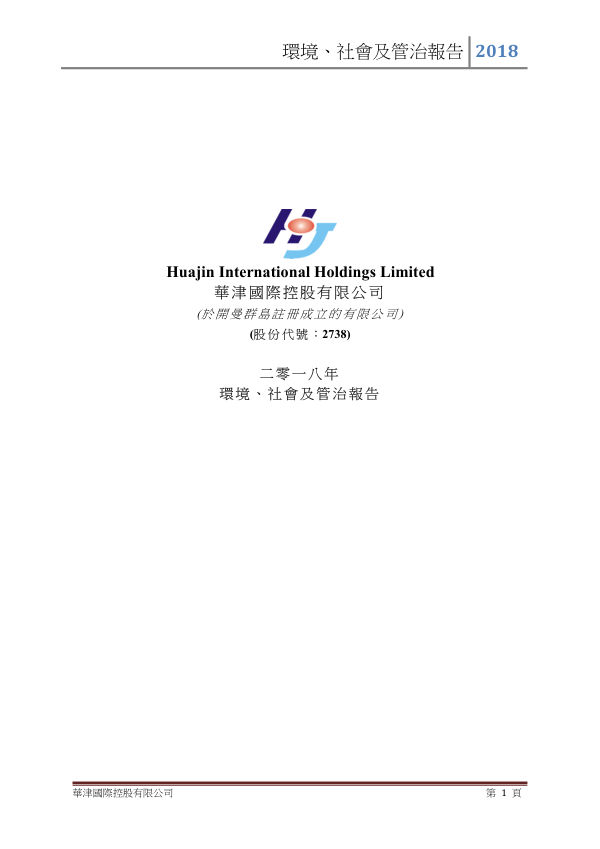 環境、社會及管治報告 2018
HJ
Huajin International Holdings Limited
華津國際控股有限公司
(於開曼群島註冊成立的有限公司)
(股份代號：2738)
二零一八年
環境、社會及管治報告
華津國際控股有限公司 第 1 頁